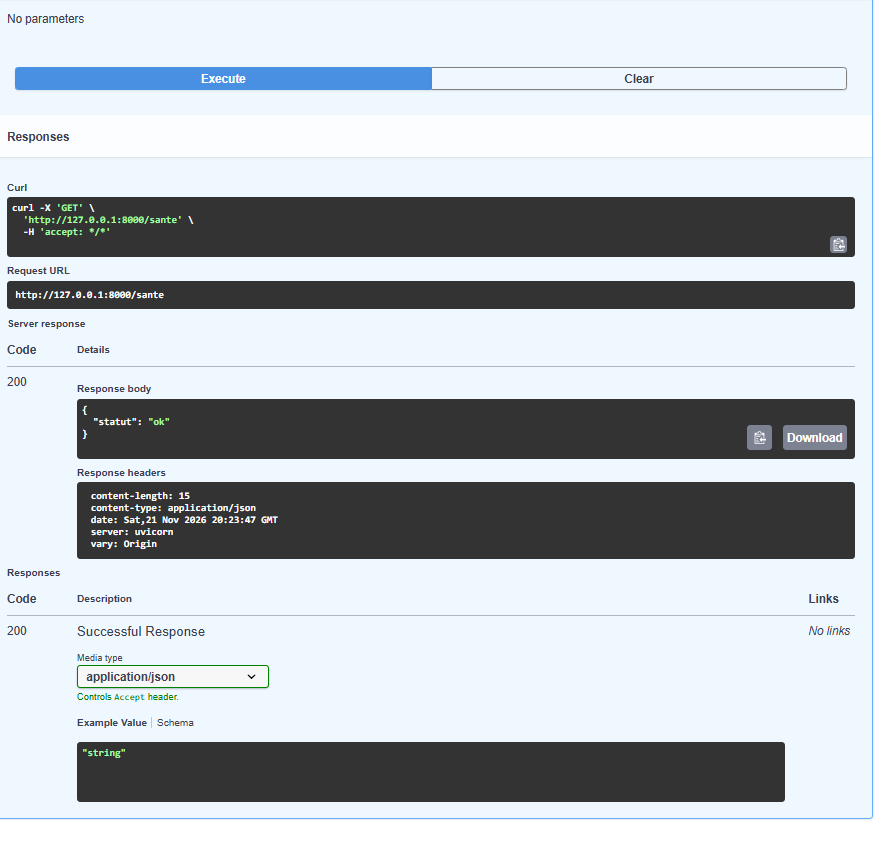 No parameters
Execute
Clear
Responses
Curl
curl -X 'GET' \
  'http://127.0.0.1:8000/sante' \
  -H 'accept: */*'
Request URL
http://127.0.0.1:8000/sante
Server response
Code Details
200
Response body
{
  "statut": "ok"
}
Download
Response headers
content-length: 15
content-type: application/json
date: Sat,21 Nov 2026 20:23:47 GMT
server: uvicorn
vary: Origin
Responses
Code Description Links
200 Successful Response No links
Media type
application/json
Controls Accept header.
Example Value Schema
"string"